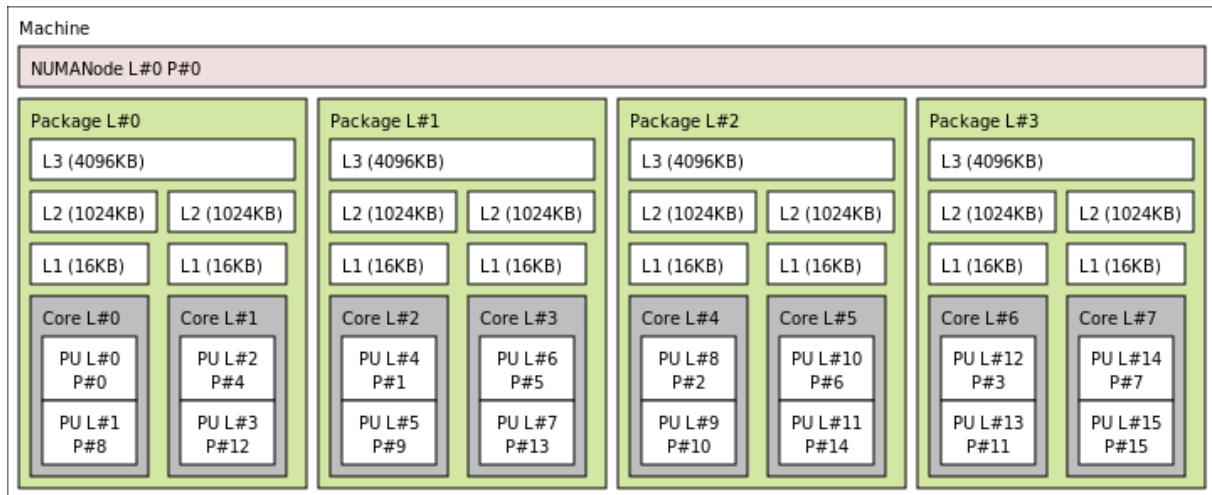 Machine
NUMANode L#0 P#0
Package L#0
L3 (4096KB)
L2 (1024KB)
L2 (1024KB)
L1 (16KB)
L1 (16KB)
Core L#0
PU L#0
P#0
PU L#1
P#8
Core L#1
PU L#2
P#4
PU L#3
P#12
Package L#1
L3 (4096KB)
L2 (1024KB)
L2 (1024KB)
L1 (16KB)
L1 (16KB)
Core L#2
PU L#4
P#1
PU L#5
P#9
Core L#3
PU L#6
P#5
PU L#7
P#13
Package L#2
L3 (4096KB)
L2 (1024KB)
L2 (1024KB)
L1 (16KB)
L1 (16KB)
Core L#4
PU L#8
P#2
PU L#9
P#10
Core L#5
PU L#10
P#6
PU L#11
P#14
Package L#3
L3 (4096KB)
L2 (1024KB)
L2 (1024KB)
L1 (16KB)
L1 (16KB)
Core L#6
PU L#12
P#3
PU L#13
P#11
Core L#7
PU L#14
P#7
PU L#15
P#15